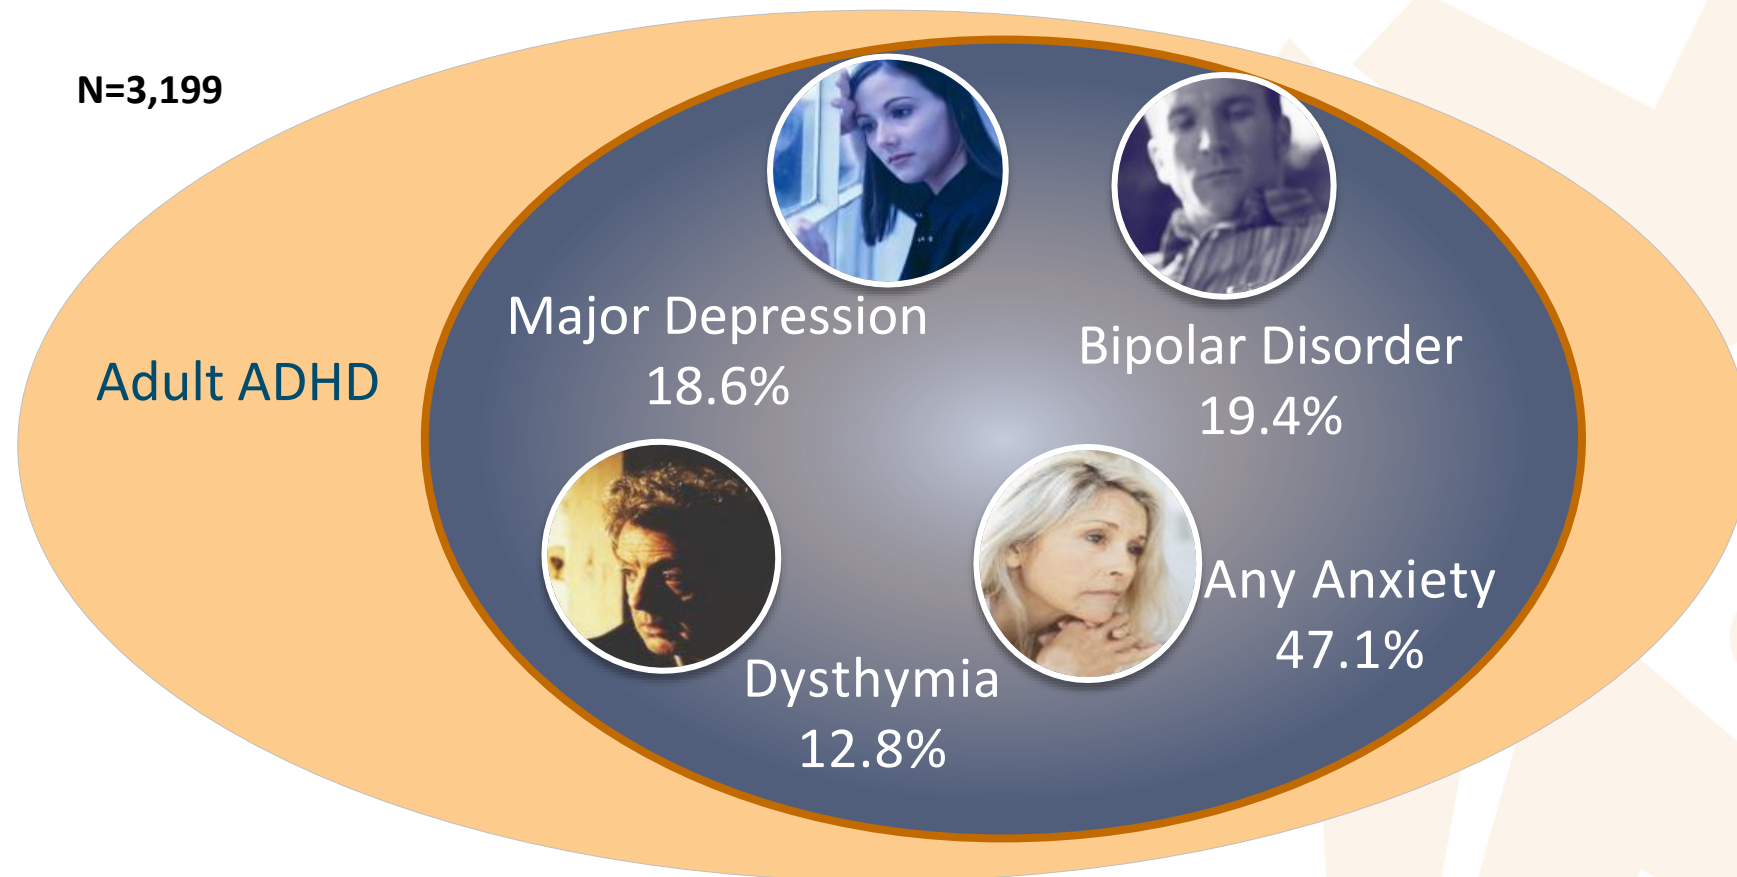 N=3,199
Adult ADHD
Major Depression
18.6%
Bipolar Disorder
19.4%
Dysthymia
12.8%
Any Anxiety
47.1%